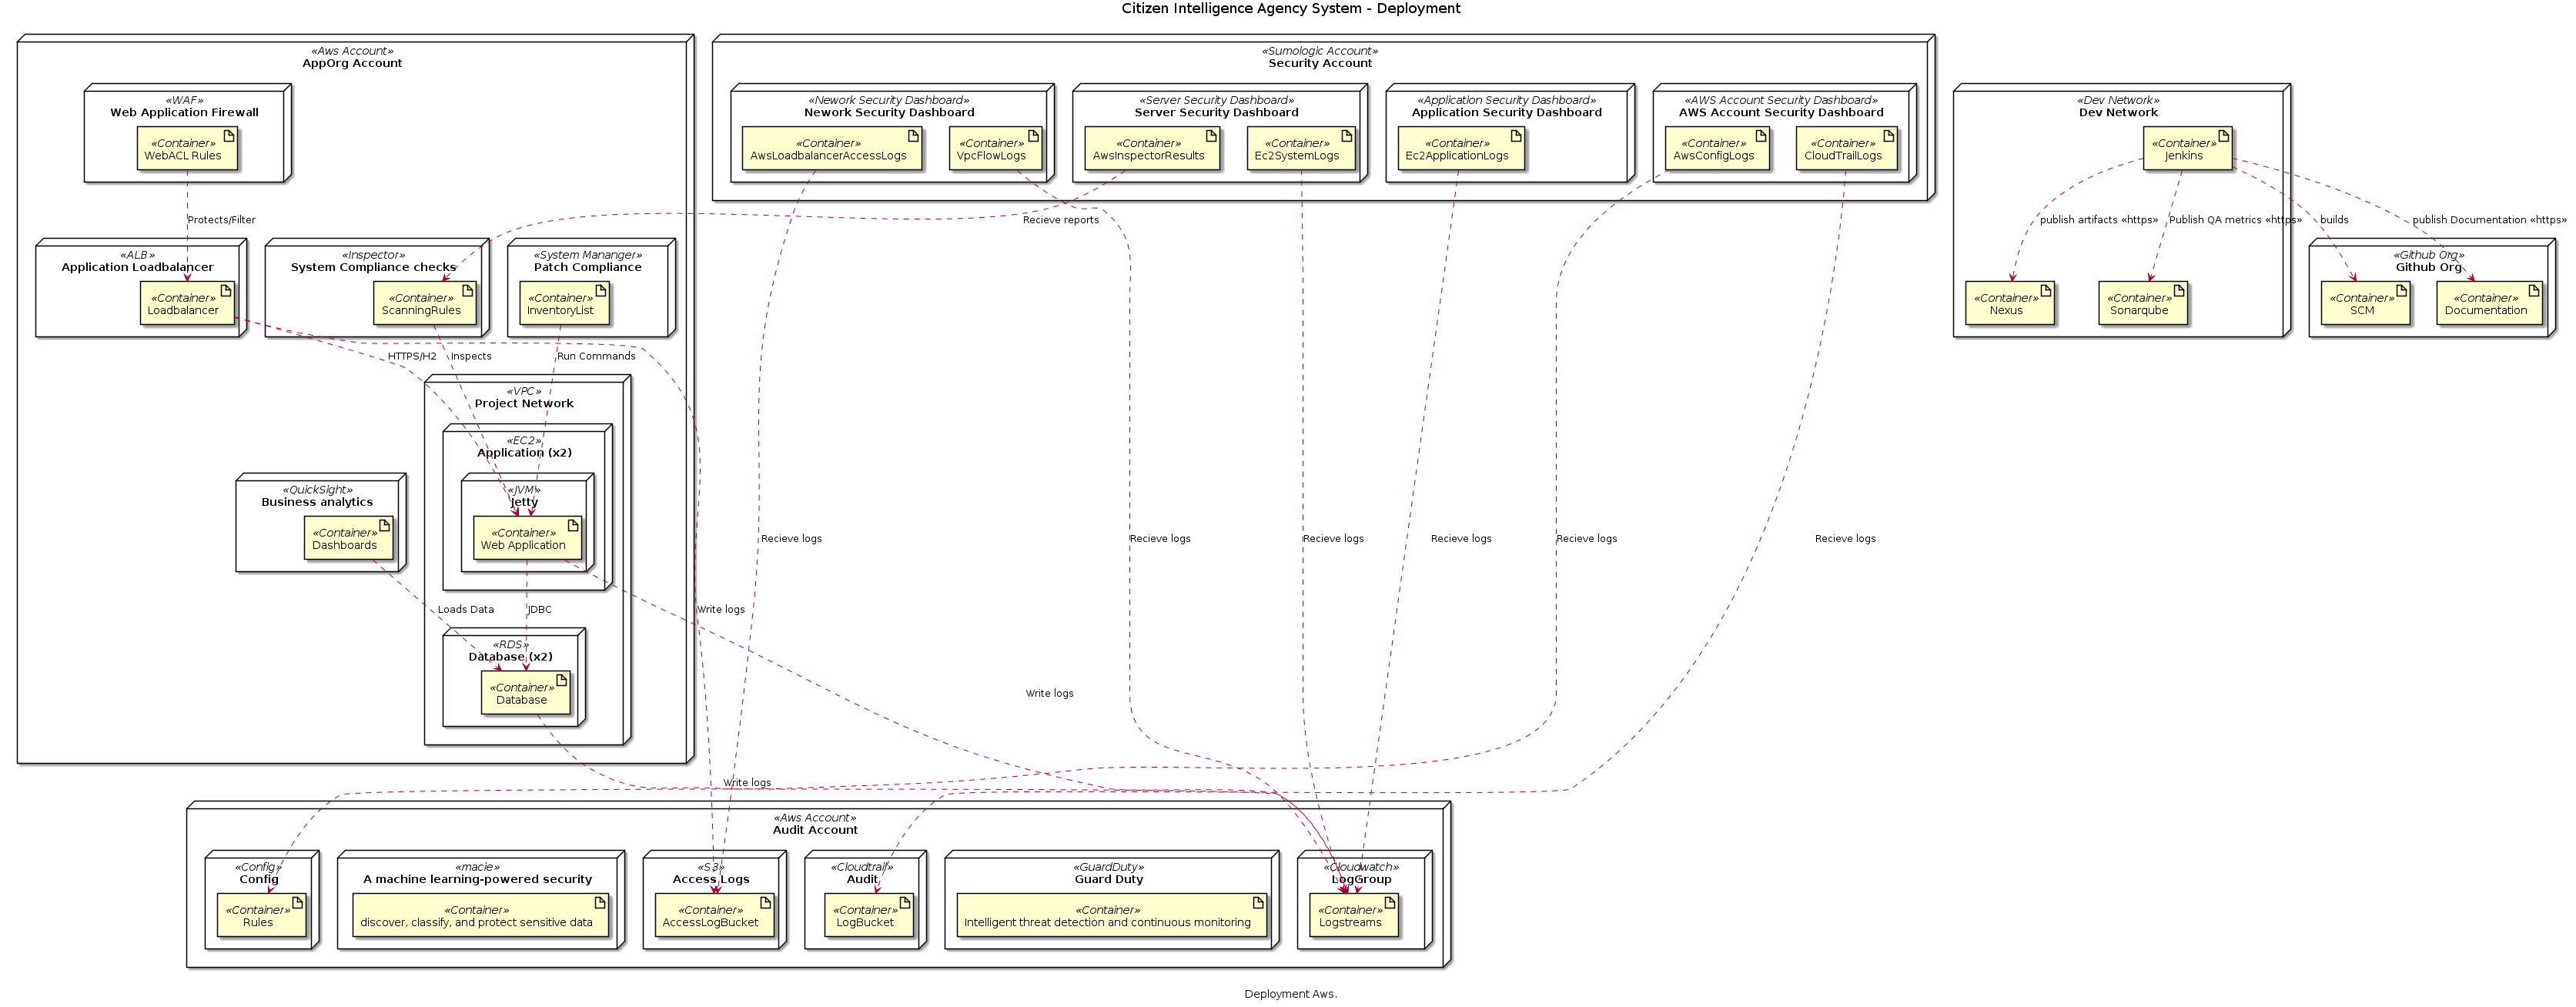 Citizen Intelligence Agency System - Deployment
«Aws Account»
AppOrg Account
«WAF»
Web Application Firewall
«Container»
WebACL Rules
Protects/Filter
«ALB»
Application Loadbalancer
«Container»
Loadbalancer
«Inspector»
System Compliance checks
«Container»
ScanningRules
«System Mananger»
Patch Compliance
«Container»
InventoryList
HTTPS/H2
Inspects
Run Commands
«VPC»
Project Network
«EC2»
Application (x2)
«JVM»
Jetty
«Container»
Web Application
«QuickSight»
Business analytics
«Container»
Dashboards
Loads Data
JDBC
«RDS»
Database (x2)
«Container»
Database
«Sumologic Account»
Security Account
«Nework Security Dashboard»
Nework Security Dashboard
«Container»
AwsLoadbalancerAccessLogs
«Container»
VpcFlowLogs
«Server Security Dashboard»
Server Security Dashboard
«Container»
AwsInspectorResults
«Container»
Ec2SystemLogs
«Application Security Dashboard»
Application Security Dashboard
«Container»
Ec2ApplicationLogs
«AWS Account Security Dashboard»
AWS Account Security Dashboard
«Container»
AwsConfigLogs
«Container»
CloudTrailLogs
Recieve reports
Recieve logs
Recieve logs
Recieve logs
Recieve logs
Recieve logs
Recieve logs
Write logs
Write logs
Write logs
«Dev Network»
Dev Network
«Container»
Jenkins
publish artifacts «https»
Publish QA metrics «https»
builds
publish Documentation «https»
«Container»
Nexus
«Container»
Sonarqube
«Github Org»
Github Org
«Container»
SCM
«Container»
Documentation
«Aws Account»
Audit Account
«Config»
Config
«Container»
Rules
«macie»
A machine learning-powered security
«Container»
discover, classify, and protect sensitive data
«S3»
Access Logs
«Container»
AccessLogBucket
«Cloudtrail»
Audit
«Container»
LogBucket
«GuardDuty»
Guard Duty
«Container»
Intelligent threat detection and continuous monitoring
«Cloudwatch»
LogGroup
«Container»
Logstreams
Deployment Aws.